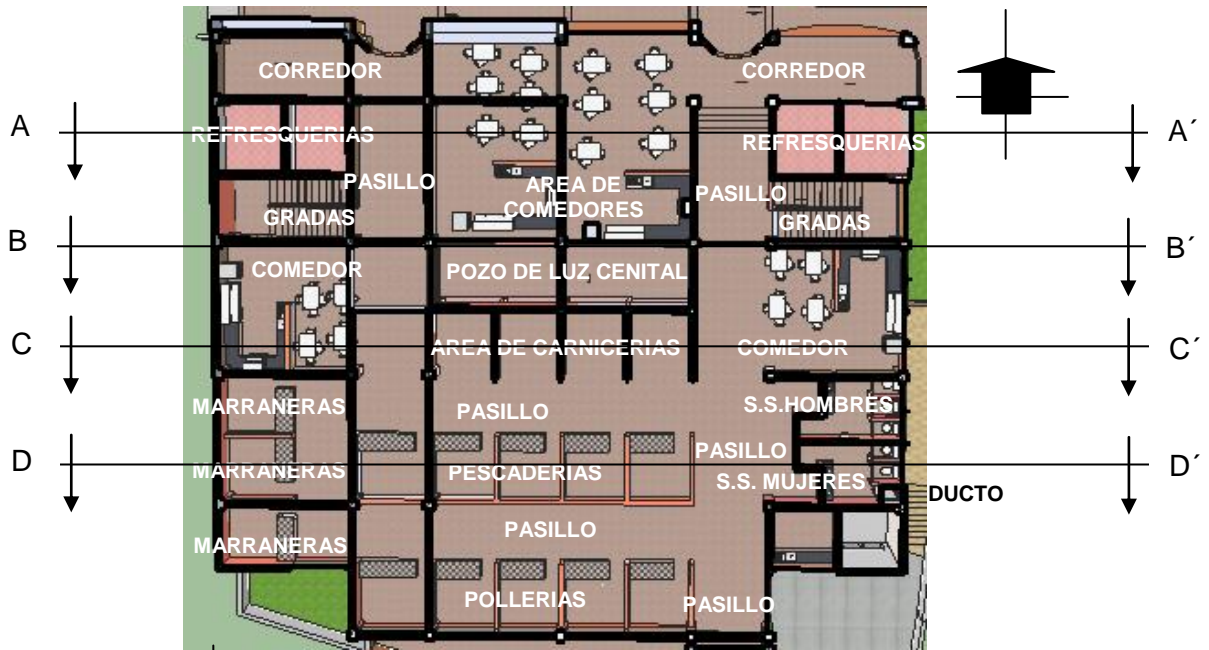 CORREDOR
CORREDOR
A
A´
REFRESQUERIAS
REFRESQUERIAS
PASILLO
AREA DE
COMEDORES
PASILLO
GRADAS
GRADAS
B
B´
COMEDOR
POZO DE LUZ CENITAL
C
AREA DE CARNICERIAS
COMEDOR
C´
MARRANERAS
PASILLO
S.S.HOMBRES
PASILLO
D
MARRANERAS
PESCADERIAS
S.S. MUJERES
D´
DUCTO
PASILLO
MARRANERAS
POLLERIAS
PASILLO